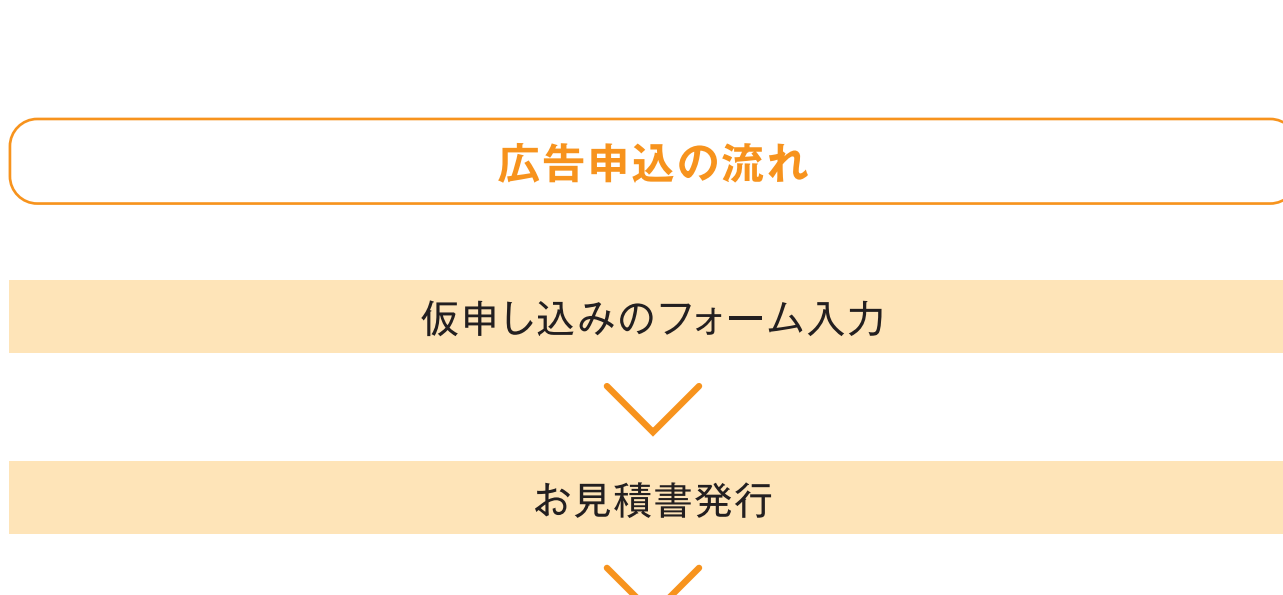 広告申込の流れ
仮申し込みのフォーム入力
お見積書発行